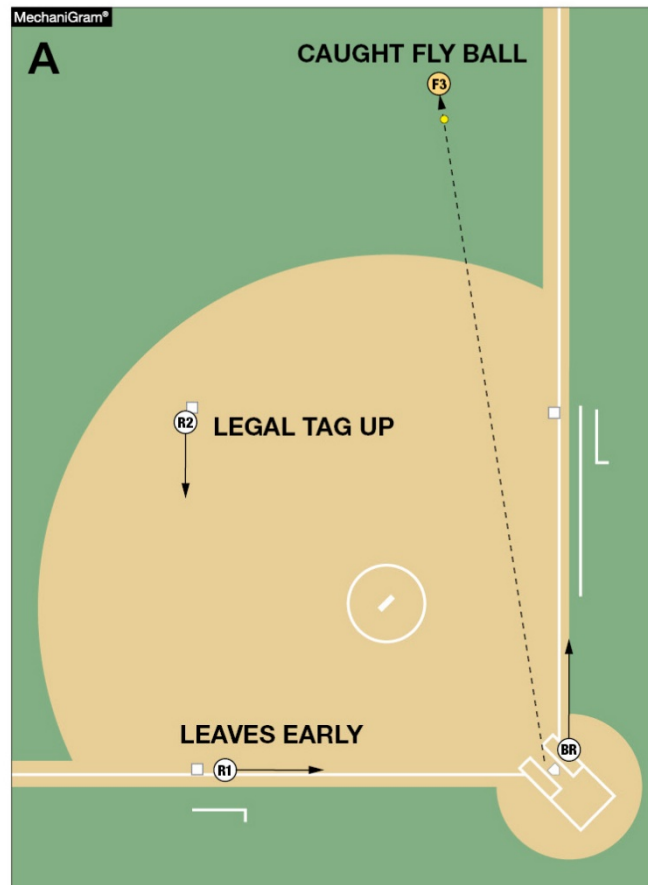 MechaniGram®
A
CAUGHT FLY BALL
F3
R2
LEGAL TAG UP
LEAVES EARLY
BR
R1